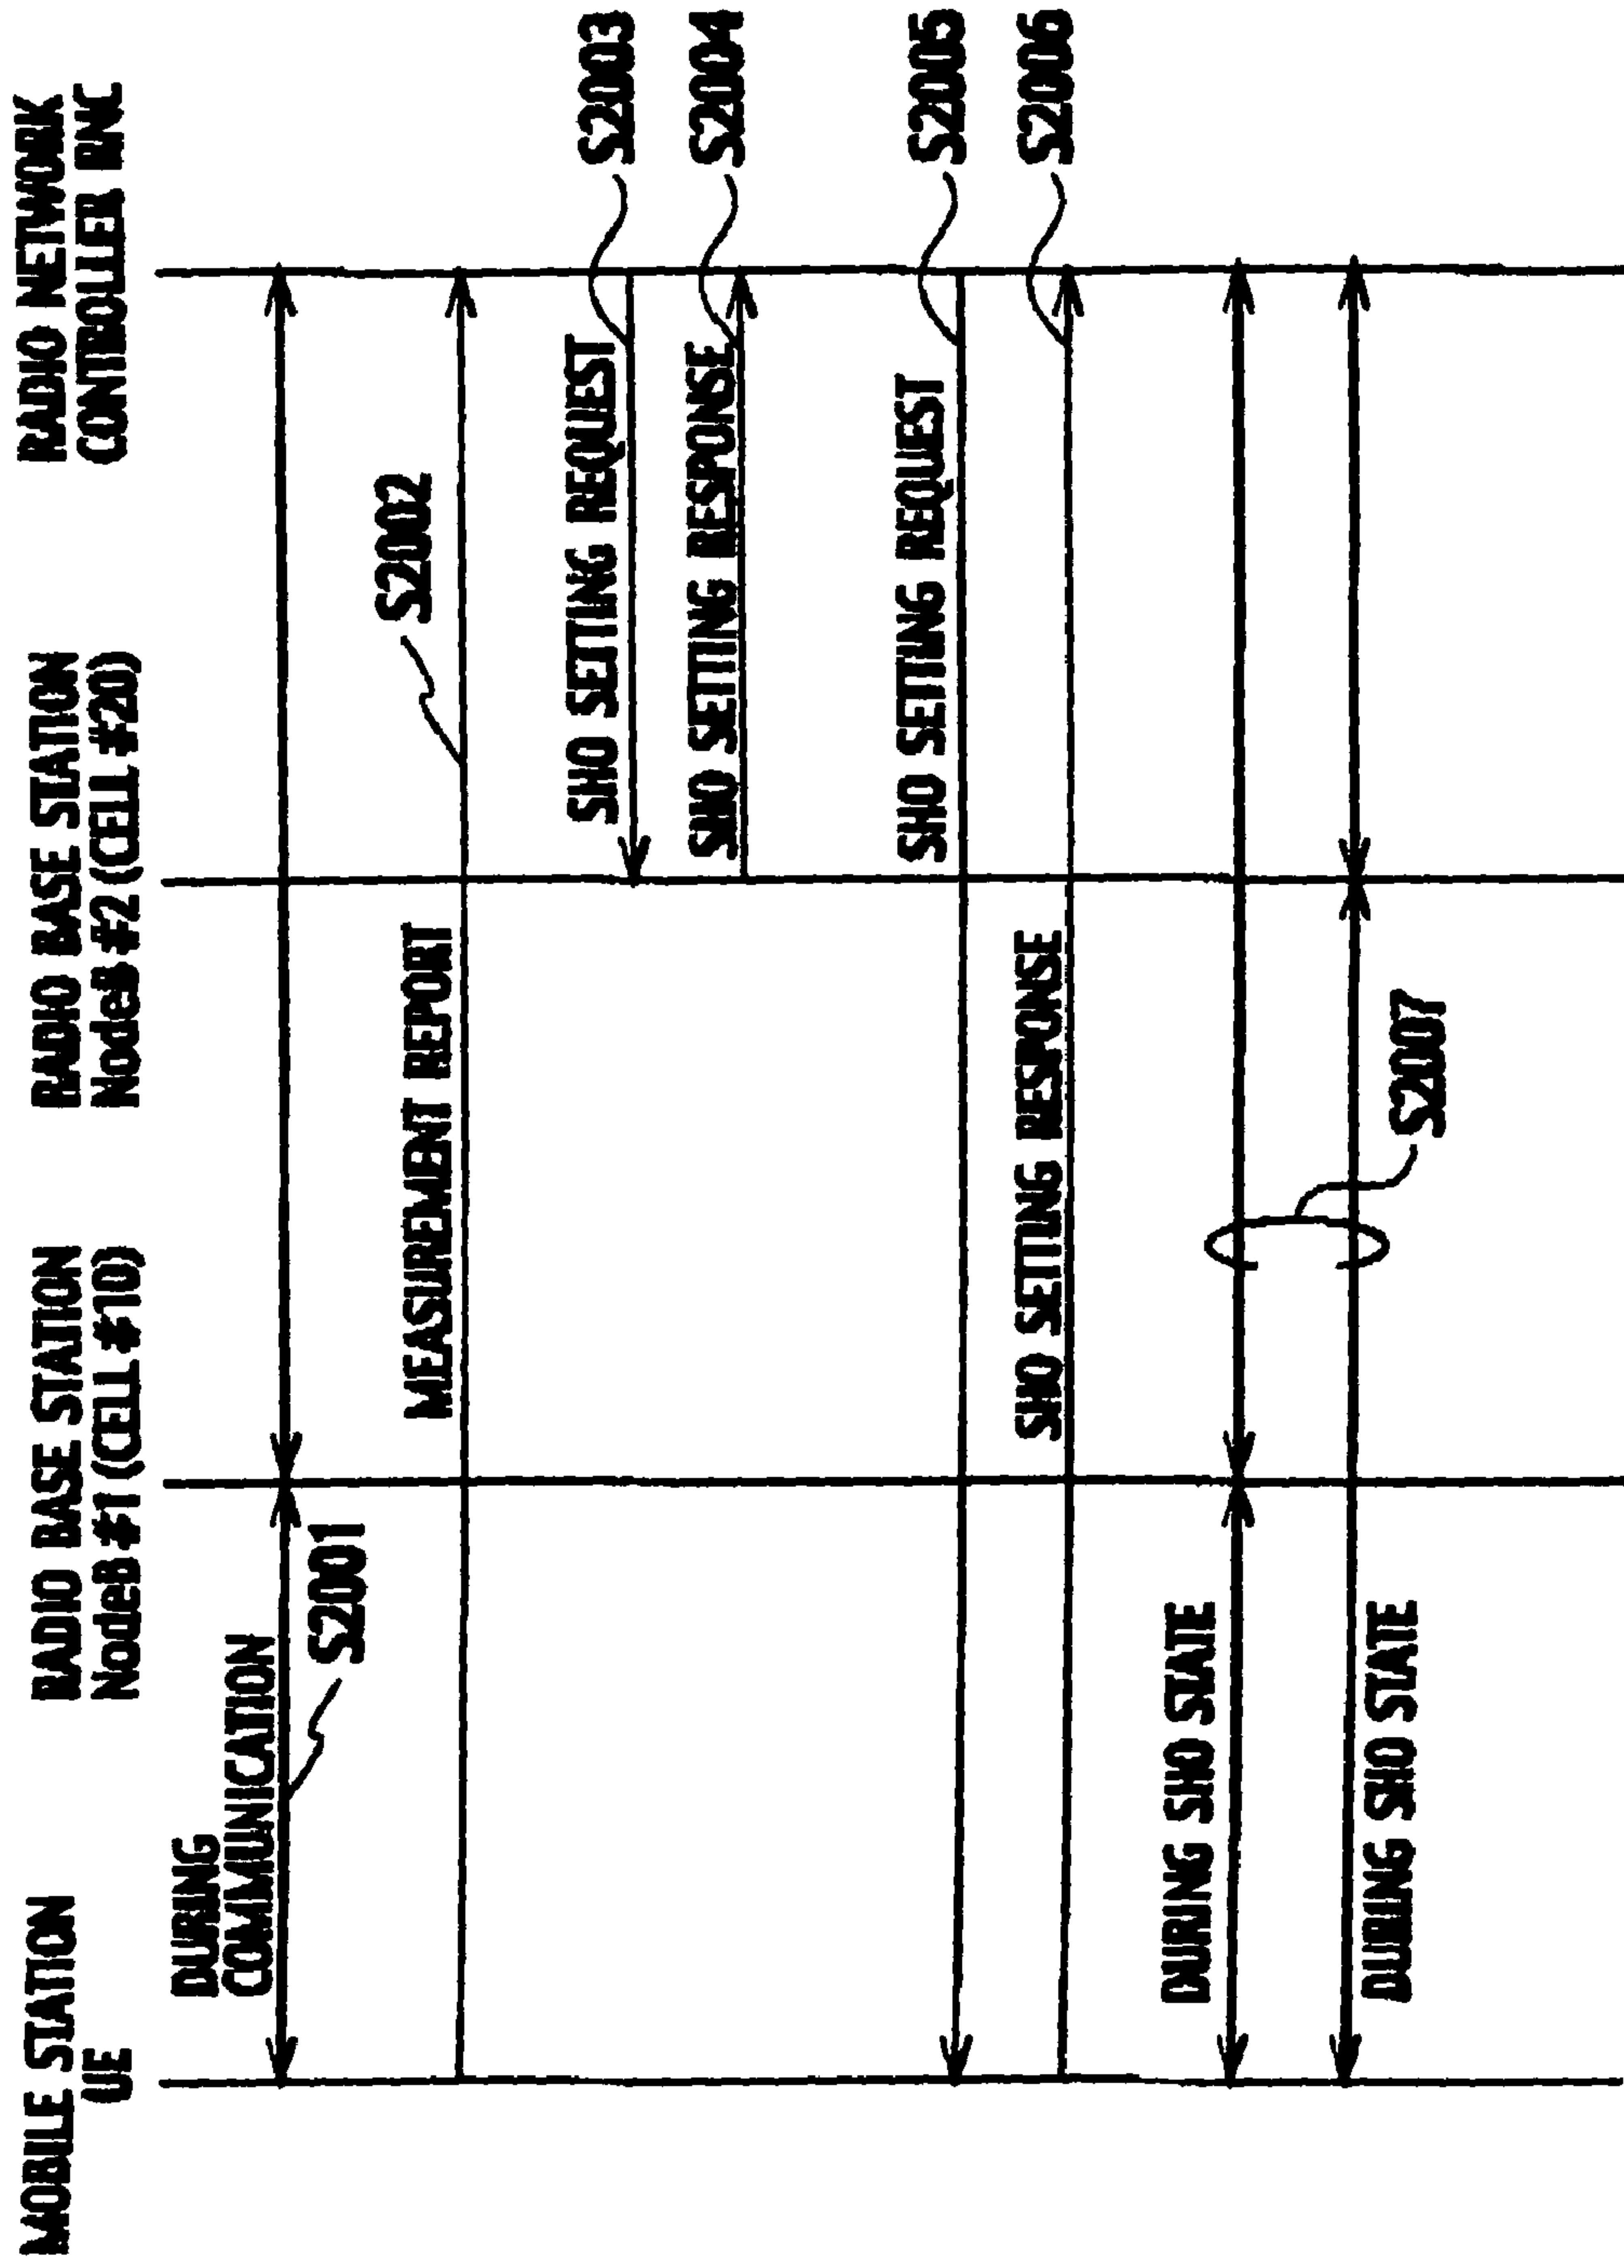 MOBILE STATION
UE
RADIO BASE STATION
NodeB #1 (CELL #10)
RADIO BASE STATION
NodeB #2 (CELL #20)
RADIO NETWORK
CONTROLLER RNC
DURING
COMMUNICATION
S2001
MEASUREMENT REPORT
S2002
SHO SETTING REQUEST
S2003
SHO SETTING RESPONSE
S2004
SHO SETTING REQUEST
S2005
SHO SETTING RESPONSE
S2006
DURING SHO STATE
DURING SHO STATE
S2007